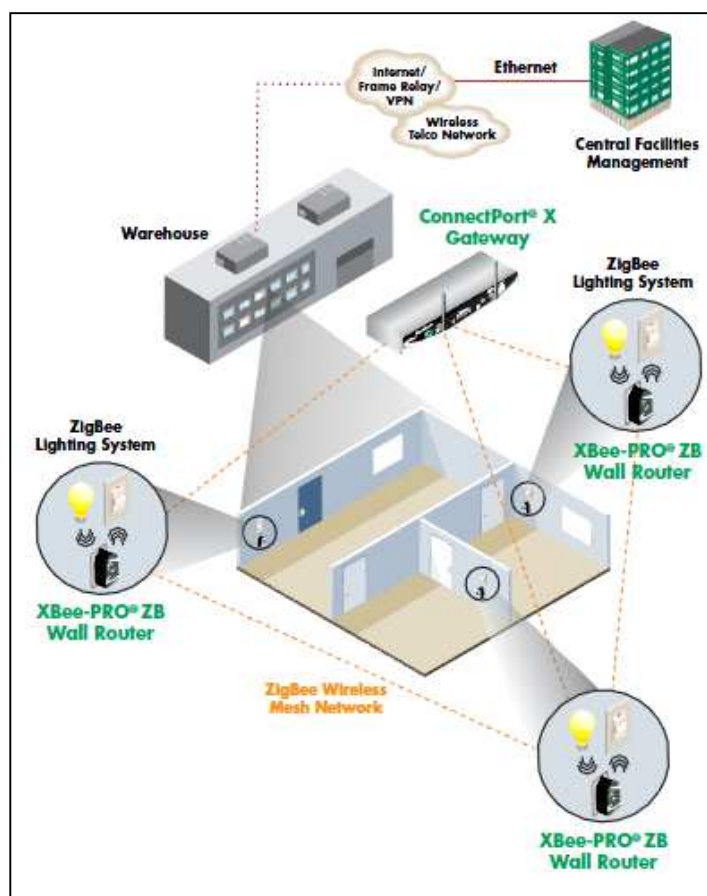 Internet/
Frame Relay/
VPN
Ethernet
Wireless
Telco Network
Central Facilities
Management
Warehouse
ConnectPort® X
Gateway
ZigBee
Lighting System
XBee-PRO® ZB
Wall Router
ZigBee
Lighting System
XBee-PRO® ZB
Wall Router
ZigBee Wireless
Mesh Network
XBee-PRO® ZB
Wall Router